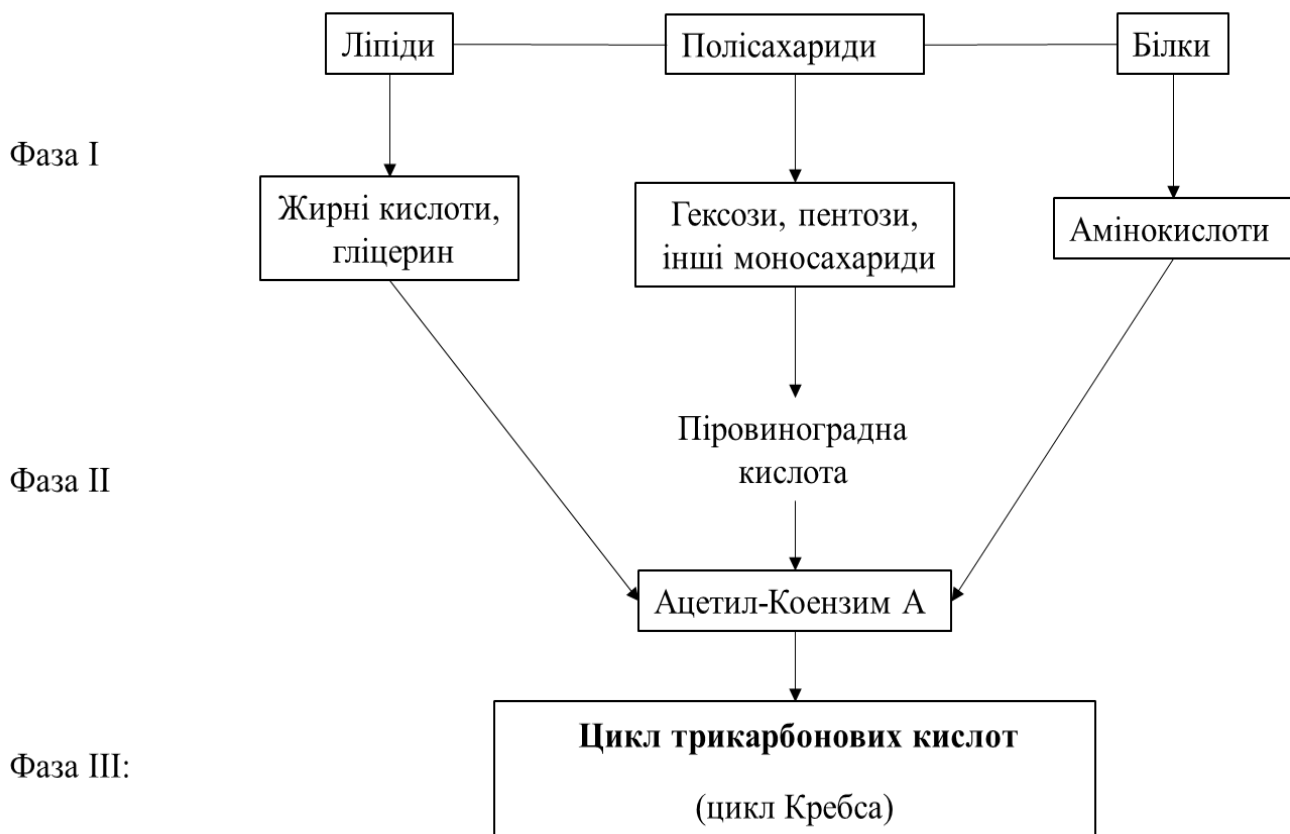 Ліпіди
Полісахариди
Білки
Фаза I
Жирні кислоти,
гліцерин
Гексози, пентози,
інші моносахариди
Амінокислоти
Піровиноградна
кислота
Фаза II
Ацетил-Коензим А
Цикл трикарбонових кислот
Фаза III:
(цикл Кребса)